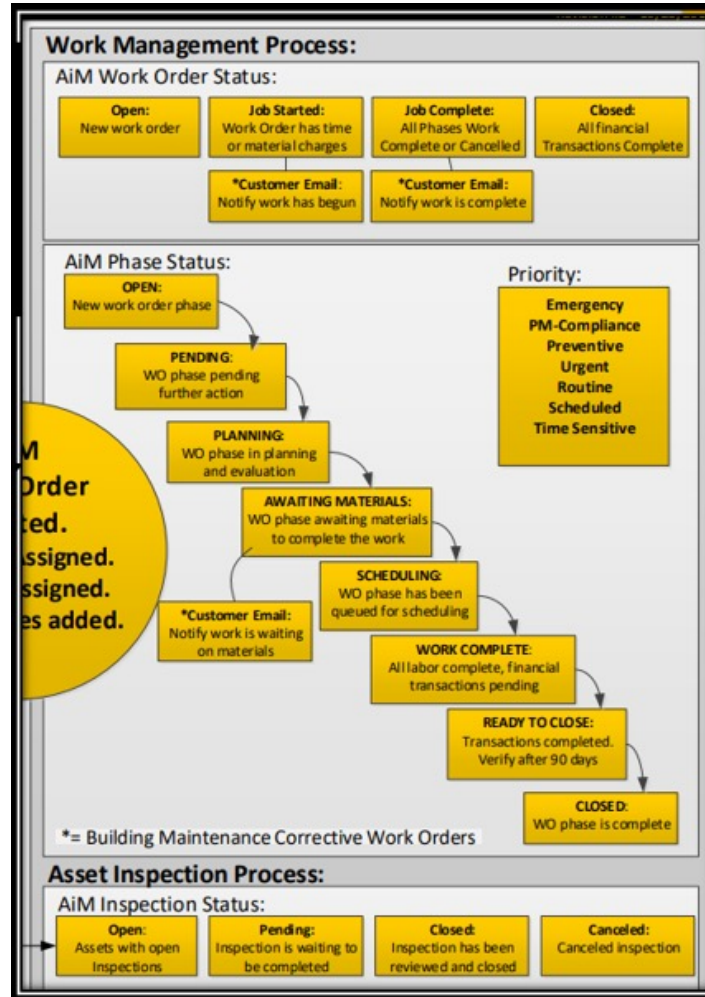 Work Management Process:
AiM Work Order Status:
Open:
New work order
Job Started:
Work Order has time
or material charges
Job Complete:
All Phases Work
Complete or Cancelled
Closed:
All financial
Transactions Complete
*Customer Email:
Notify work has begun
*Customer Email:
Notify work is complete
AiM Phase Status:
OPEN:
New work order phase
PENDING:
WO phase pending
further action
PLANNING:
WO phase in planning
and evaluation
AWAITING MATERIALS:
WO phase awaiting materials
to complete the work
*Customer Email:
Notify work is waiting
on materials
SCHEDULING:
WO phase has been
queued for scheduling
WORK COMPLETE:
All labor complete, financial
transactions pending
READY TO CLOSE:
Transactions completed.
Verify after 90 days
CLOSED:
WO phase is complete
Priority:
Emergency
PM-Compliance
Preventive
Urgent
Routine
Scheduled
Time Sensitive
M
Order
ted.
Assigned.
ssigned.
es added.
*= Building Maintenance Corrective Work Orders
Asset Inspection Process:
AiM Inspection Status:
Open:
Assets with open
Inspections
Pending:
Inspection is waiting to
be completed
Closed:
Inspection has been
reviewed and closed
Canceled:
Canceled inspection